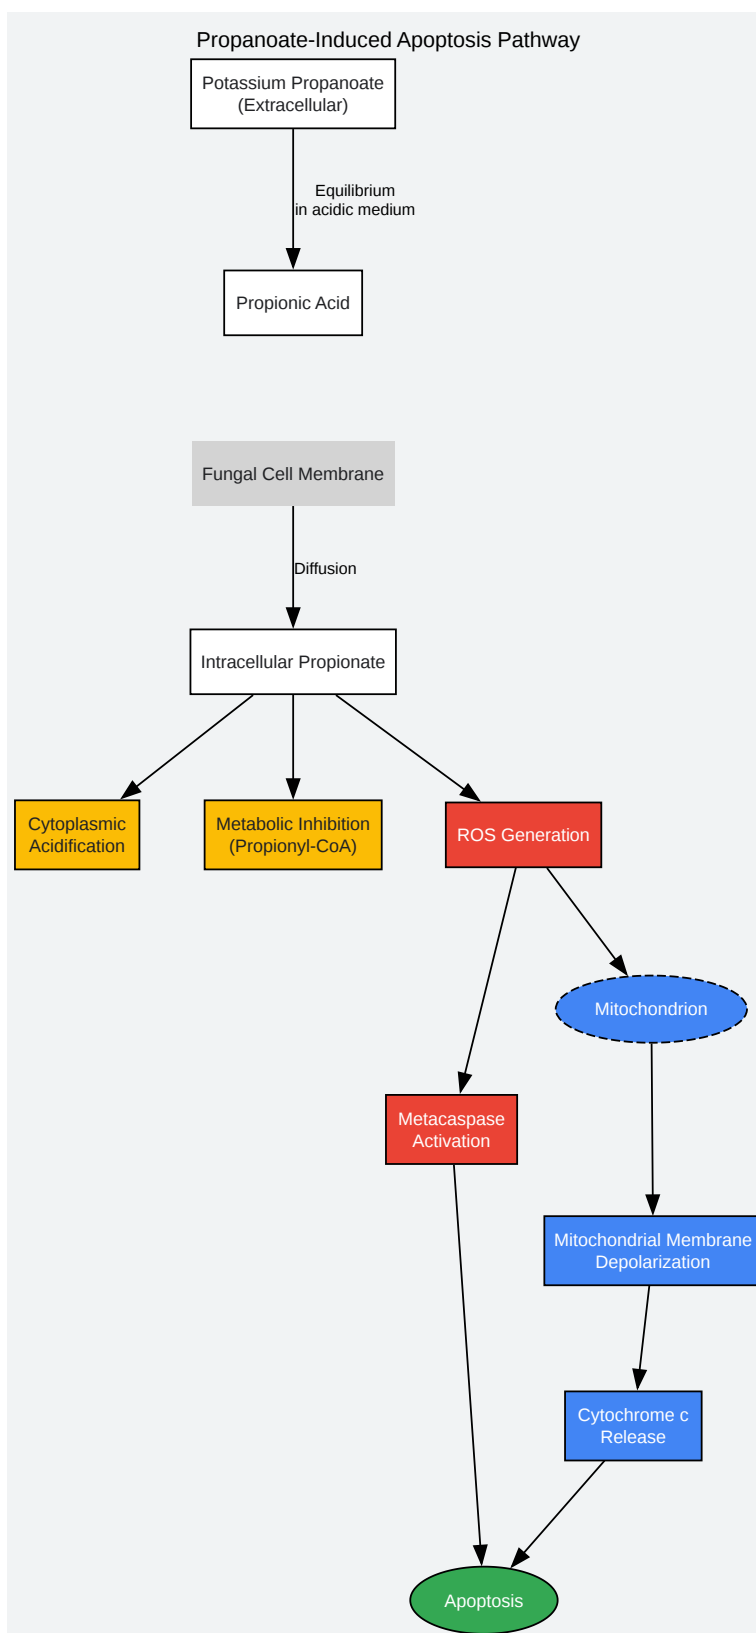 Propanoate-Induced Apoptosis Pathway
Potassium Propanoate
(Extracellular)
Equilibrium
in acidic medium
Propionic Acid
Fungal Cell Membrane
Diffusion
Intracellular Propionate
Cytoplasmic
Acidification
Metabolic Inhibition
(Propionyl-CoA)
ROS Generation
Mitochondrion
Metacaspase
Activation
Mitochondrial Membrane
Depolarization
Cytochrome c
Release
Apoptosis